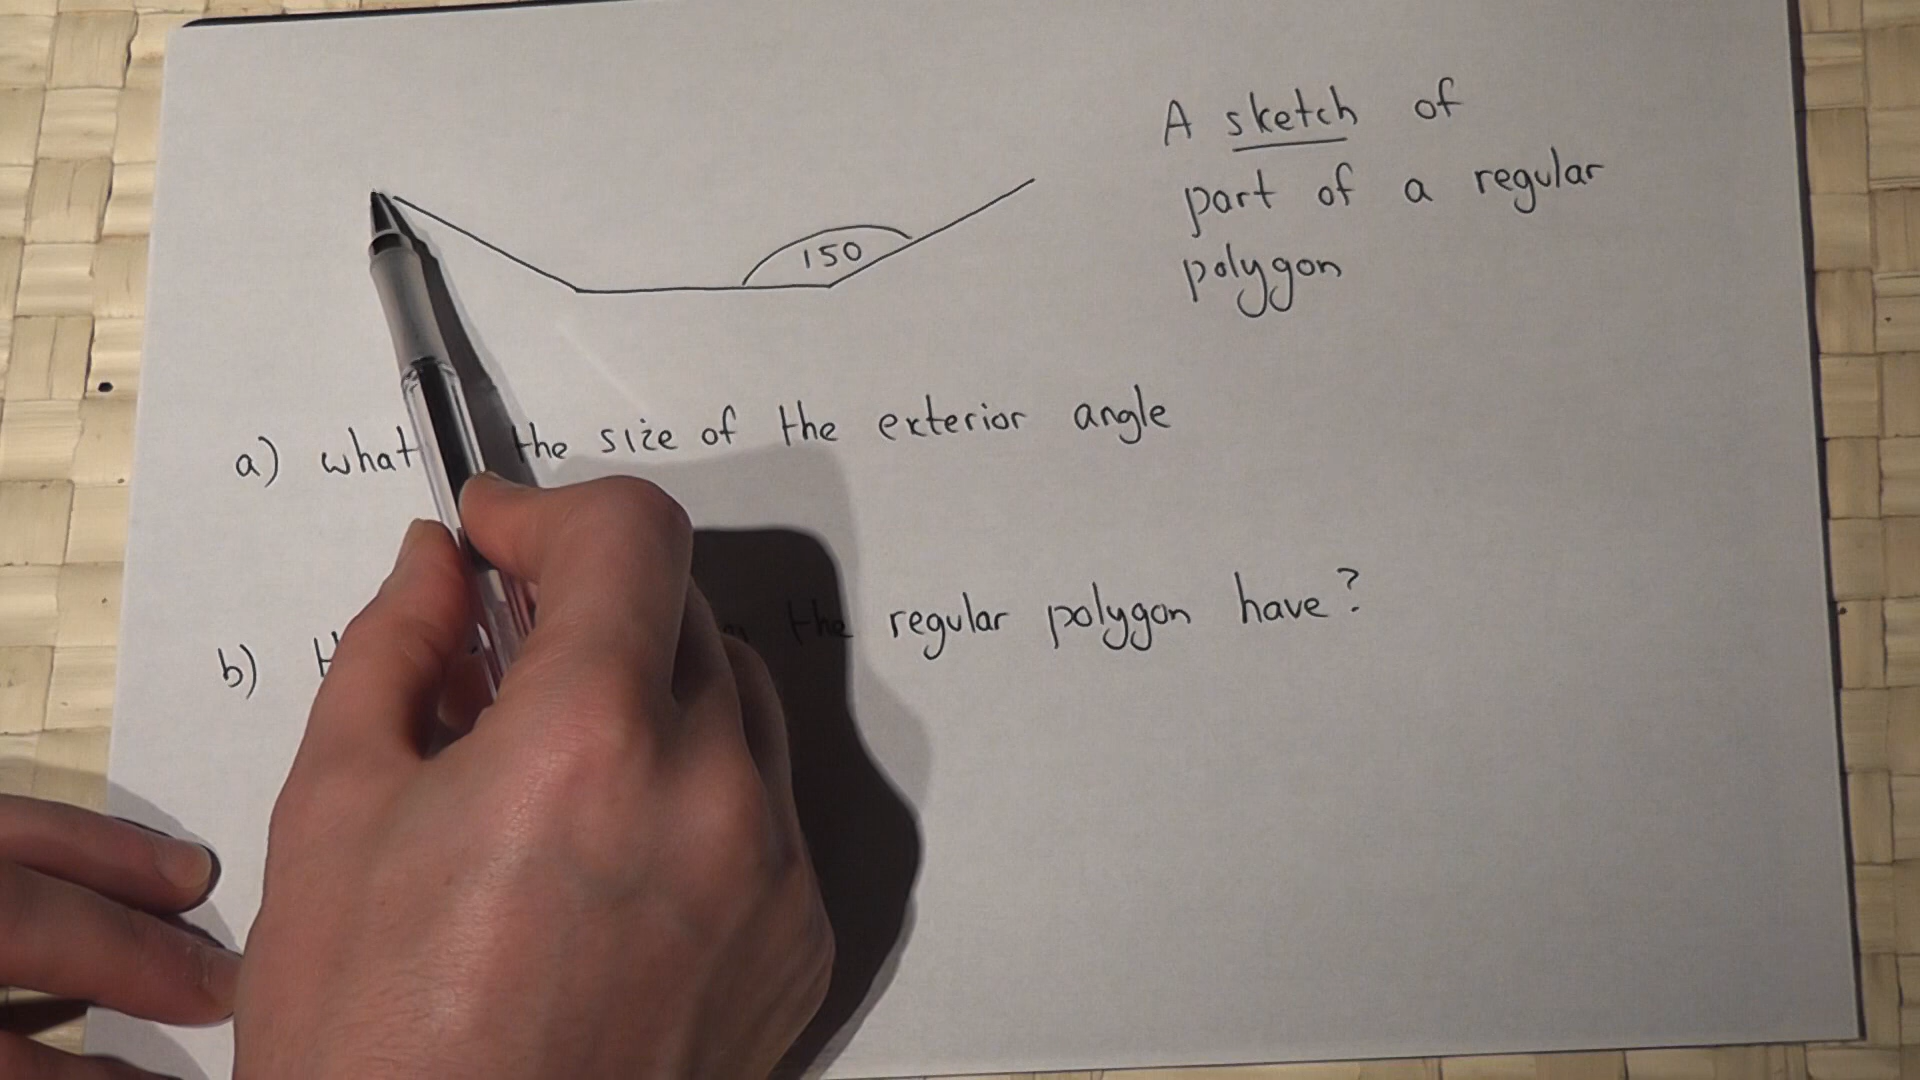 150
A sketch of
part of a regular
polygon
a) what the size of the exterior angle
b) the regular polygon have?